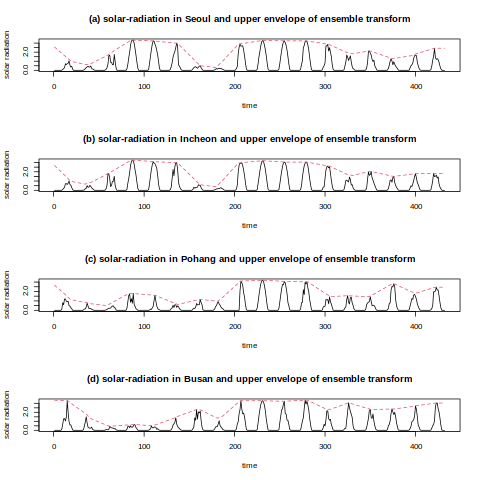 (a) solar-radiation in Seoul and upper envelope of ensemble transform
solar radiation
2.0
0.0
0 100 200 300 400
time
(b) solar-radiation in Incheon and upper envelope of ensemble transform
solar radiation
2.0
0.0
0 100 200 300 400
time
(c) solar-radiation in Pohang and upper envelope of ensemble transform
solar radiation
2.0
0.0
0 100 200 300 400
time
(d) solar-radiation in Busan and upper envelope of ensemble transform
solar radiation
2.0
0.0
0 100 200 300 400
time